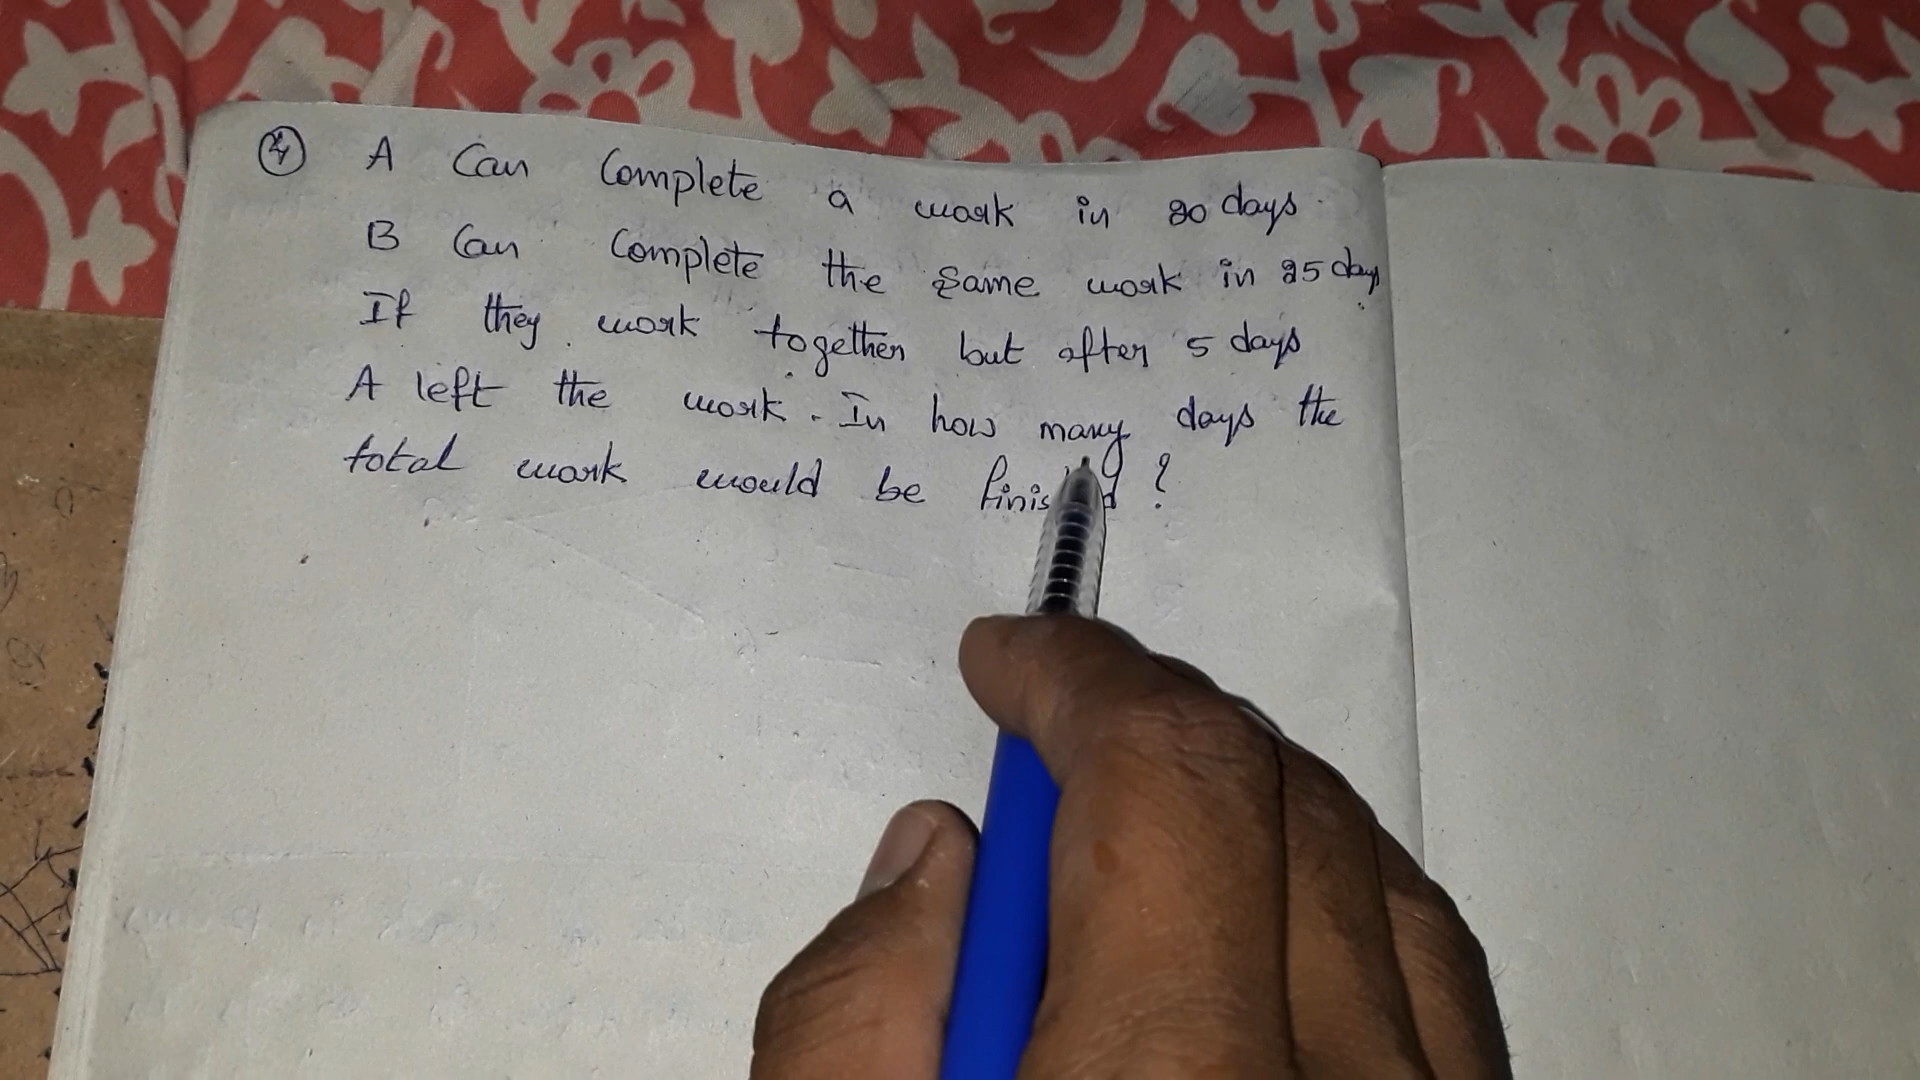 ④ A Can Complete a work in 20 days.
B Can Complete the same work in 25 days.
If they work together but after 5 days
A left the work. In how many days the
total work would be finished?